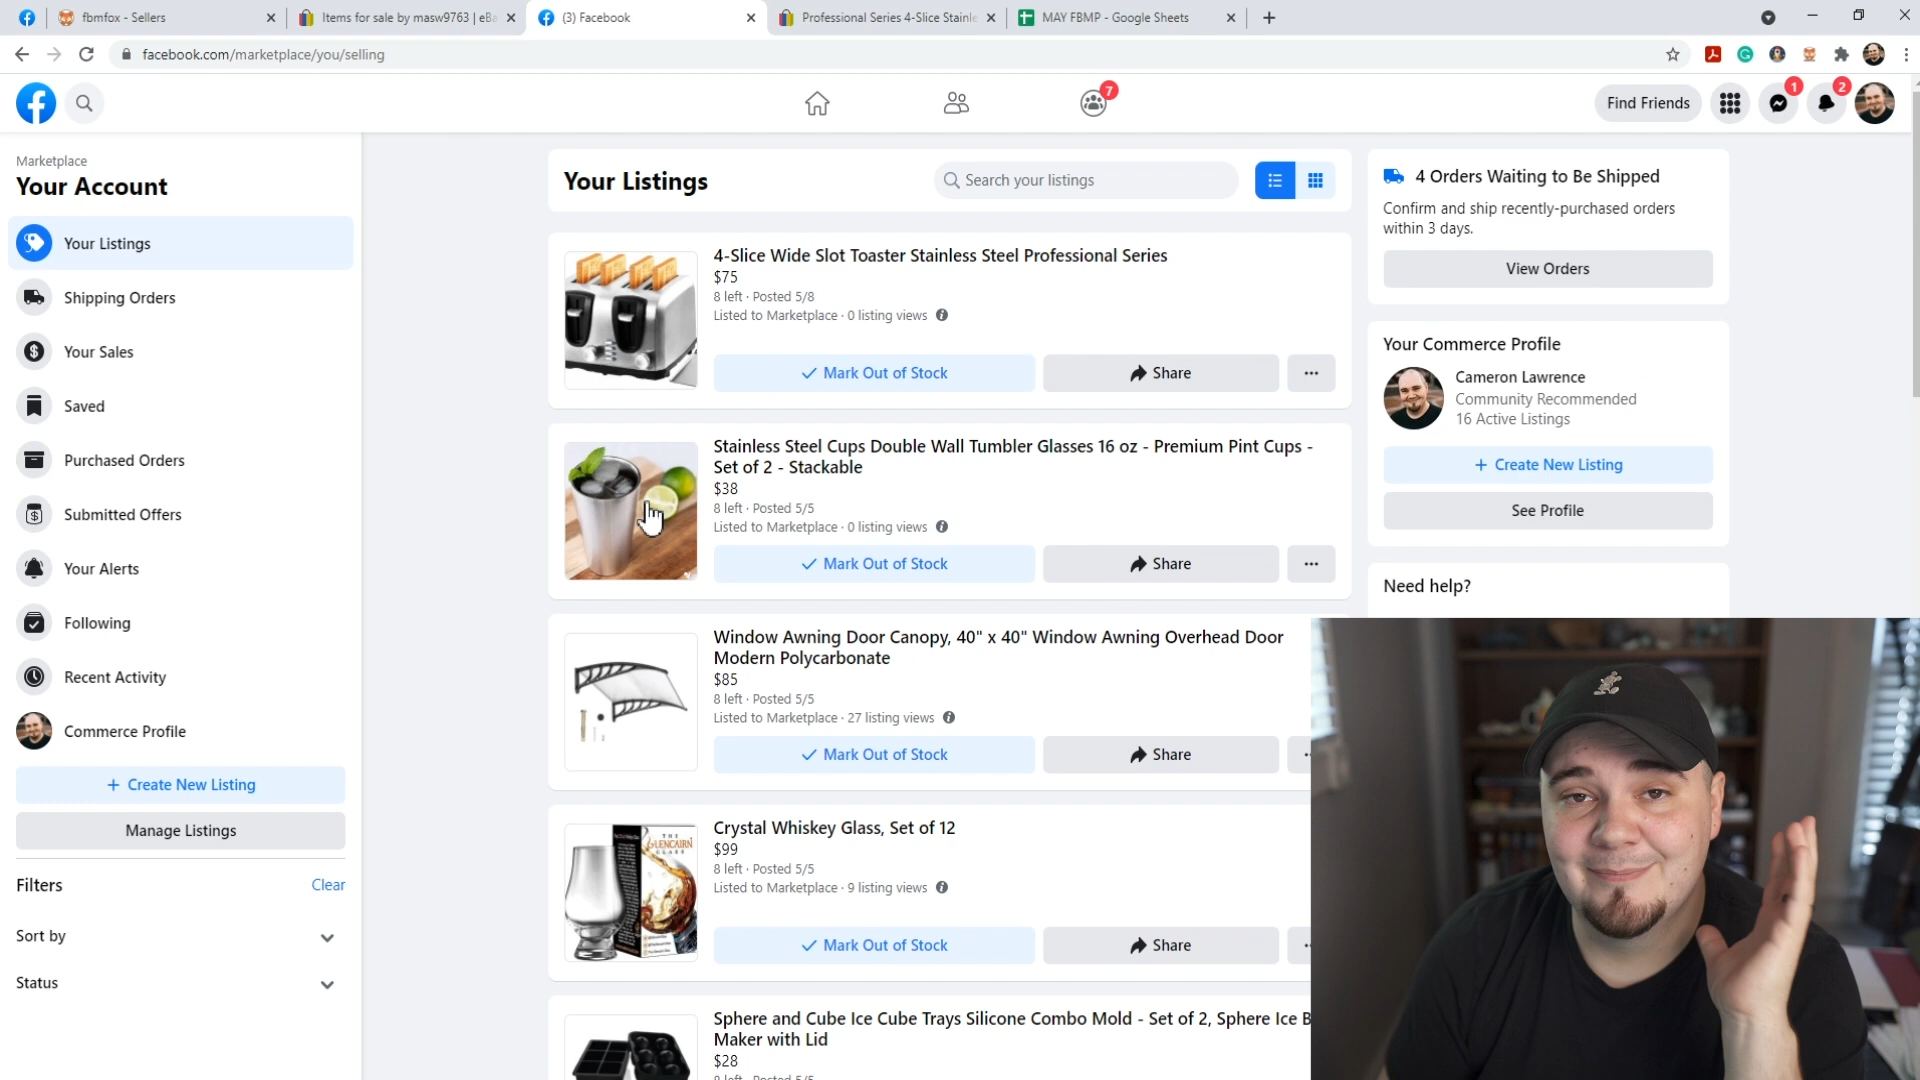 fbmfox - Sellers
Items for sale by masw9763 | eBa
(3) Facebook
Professional Series 4-Slice Stainle
MAY FBMP - Google Sheets
facebook.com/marketplace/you/selling
7
Find Friends
1
2
Marketplace
Your Account
Your Listings
Shipping Orders
Your Sales
Saved
Purchased Orders
Submitted Offers
Your Alerts
Following
Recent Activity
Commerce Profile
+ Create New Listing
Manage Listings
Filters
Clear
Sort by
Status
Your Listings
Search your listings
4-Slice Wide Slot Toaster Stainless Steel Professional Series
$75
8 left · Posted 5/8
Listed to Marketplace · 0 listing views
Mark Out of Stock
Share
Stainless Steel Cups Double Wall Tumbler Glasses 16 oz - Premium Pint Cups -
Set of 2 - Stackable
$38
8 left · Posted 5/5
Listed to Marketplace · 0 listing views
Mark Out of Stock
Share
Window Awning Door Canopy, 40" x 40" Window Awning Overhead Door
Modern Polycarbonate
$85
8 left · Posted 5/5
Listed to Marketplace · 27 listing views
Mark Out of Stock
Share
THE
GLENCAIRN
GLASS
Crystal Whiskey Glass, Set of 12
$99
8 left · Posted 5/5
Listed to Marketplace · 9 listing views
Mark Out of Stock
Share
Sphere and Cube Ice Cube Trays Silicone Combo Mold - Set of 2, Sphere Ice B
Maker with Lid
$28
8 left · Posted 5/5
4 Orders Waiting to Be Shipped
Confirm and ship recently-purchased orders
within 3 days.
View Orders
Your Commerce Profile
Cameron Lawrence
Community Recommended
16 Active Listings
+ Create New Listing
See Profile
Need help?